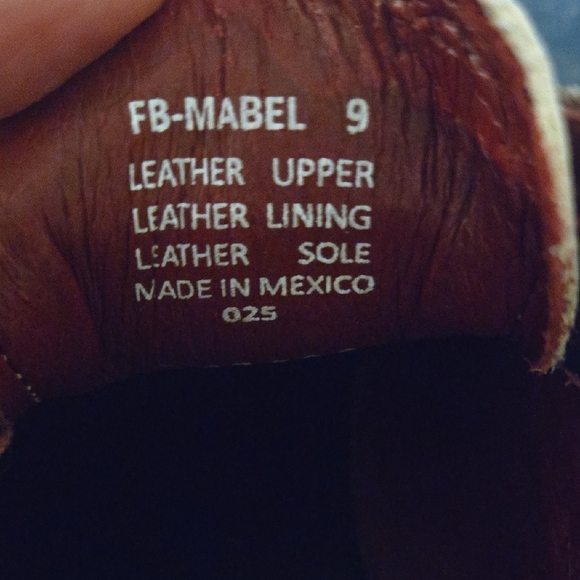 FB-MABEL 9
LEATHER UPPER
LEATHER LINING
LEATHER SOLE
MADE IN MEXICO
025